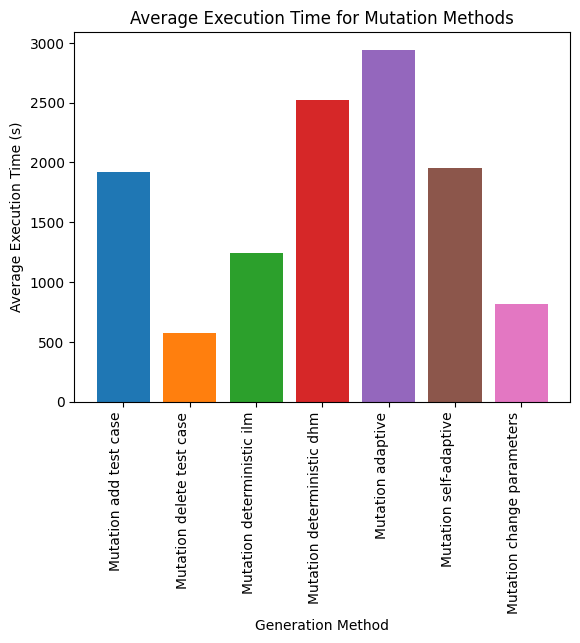 Average Execution Time for Mutation Methods
Average Execution Time (s)
3000
2500
2000
1500
1000
500
0
Mutation add test case
Mutation delete test case
Mutation deterministic ilm
Mutation deterministic dhm
Mutation adaptive
Mutation self-adaptive
Mutation change parameters
Generation Method